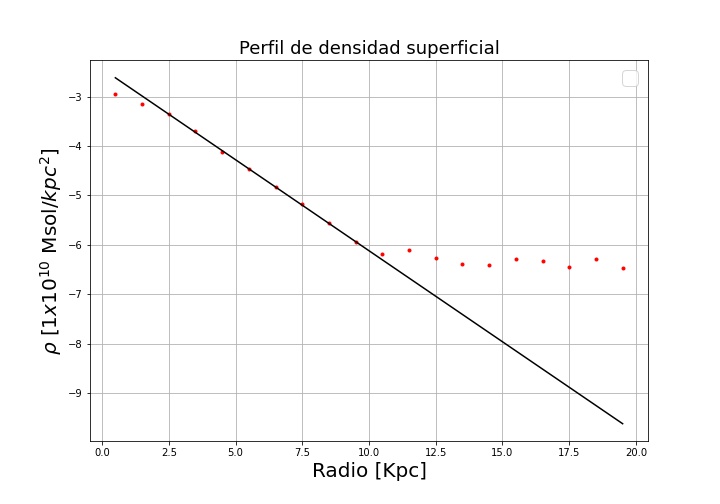 Perfil de densidad superficial
−3
−4
−5
−6
−7
−8
−9
ρ [1x10¹⁰ Msol/kpc²]
0.0 2.5 5.0 7.5 10.0 12.5 15.0 17.5 20.0
Radio [Kpc]